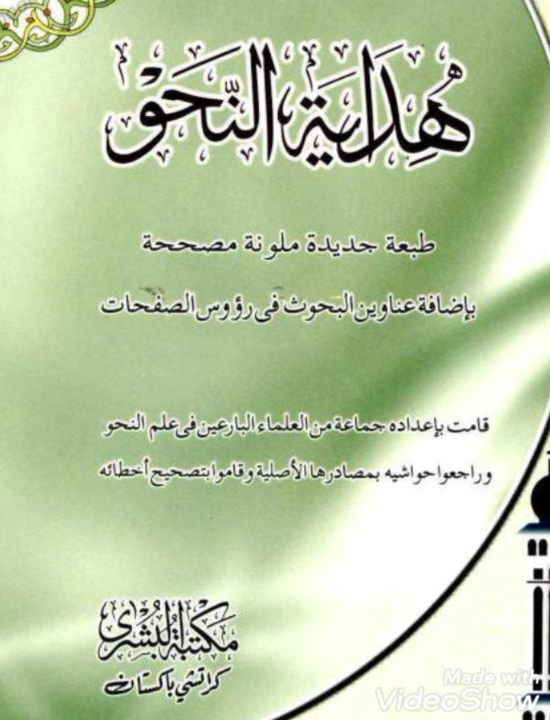 هداية النحو
طبعة جديدة ملونة مصححة
بإضافة عناوين البحوث في رؤوس الصفحات
قامت بإعداده جماعة من العلماء البارعين في علم النحو
وراجعوا حواشيه بمصادرها الأصلية وقاموا بتصحيح أخطائه
مكتبة البشرى
كراتشي باكستان
Made with
VideoShow